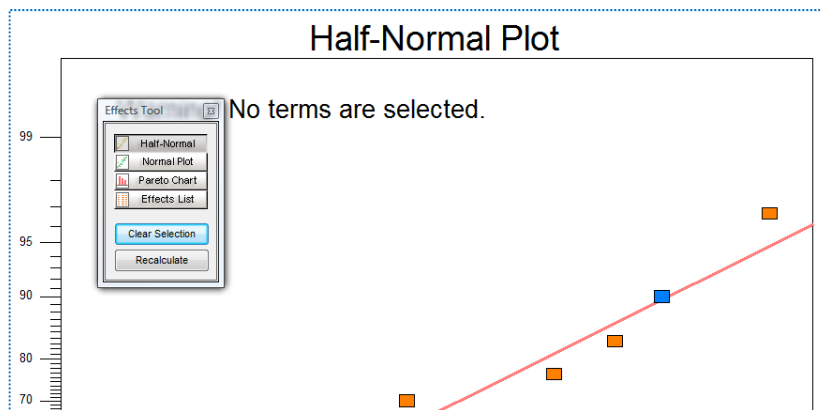 Half-Normal Plot
No terms are selected.
Effects Tool
Half-Normal
Normal Plot
Pareto Chart
Effects List
Clear Selection
Recalculate
99
95
90
80
70